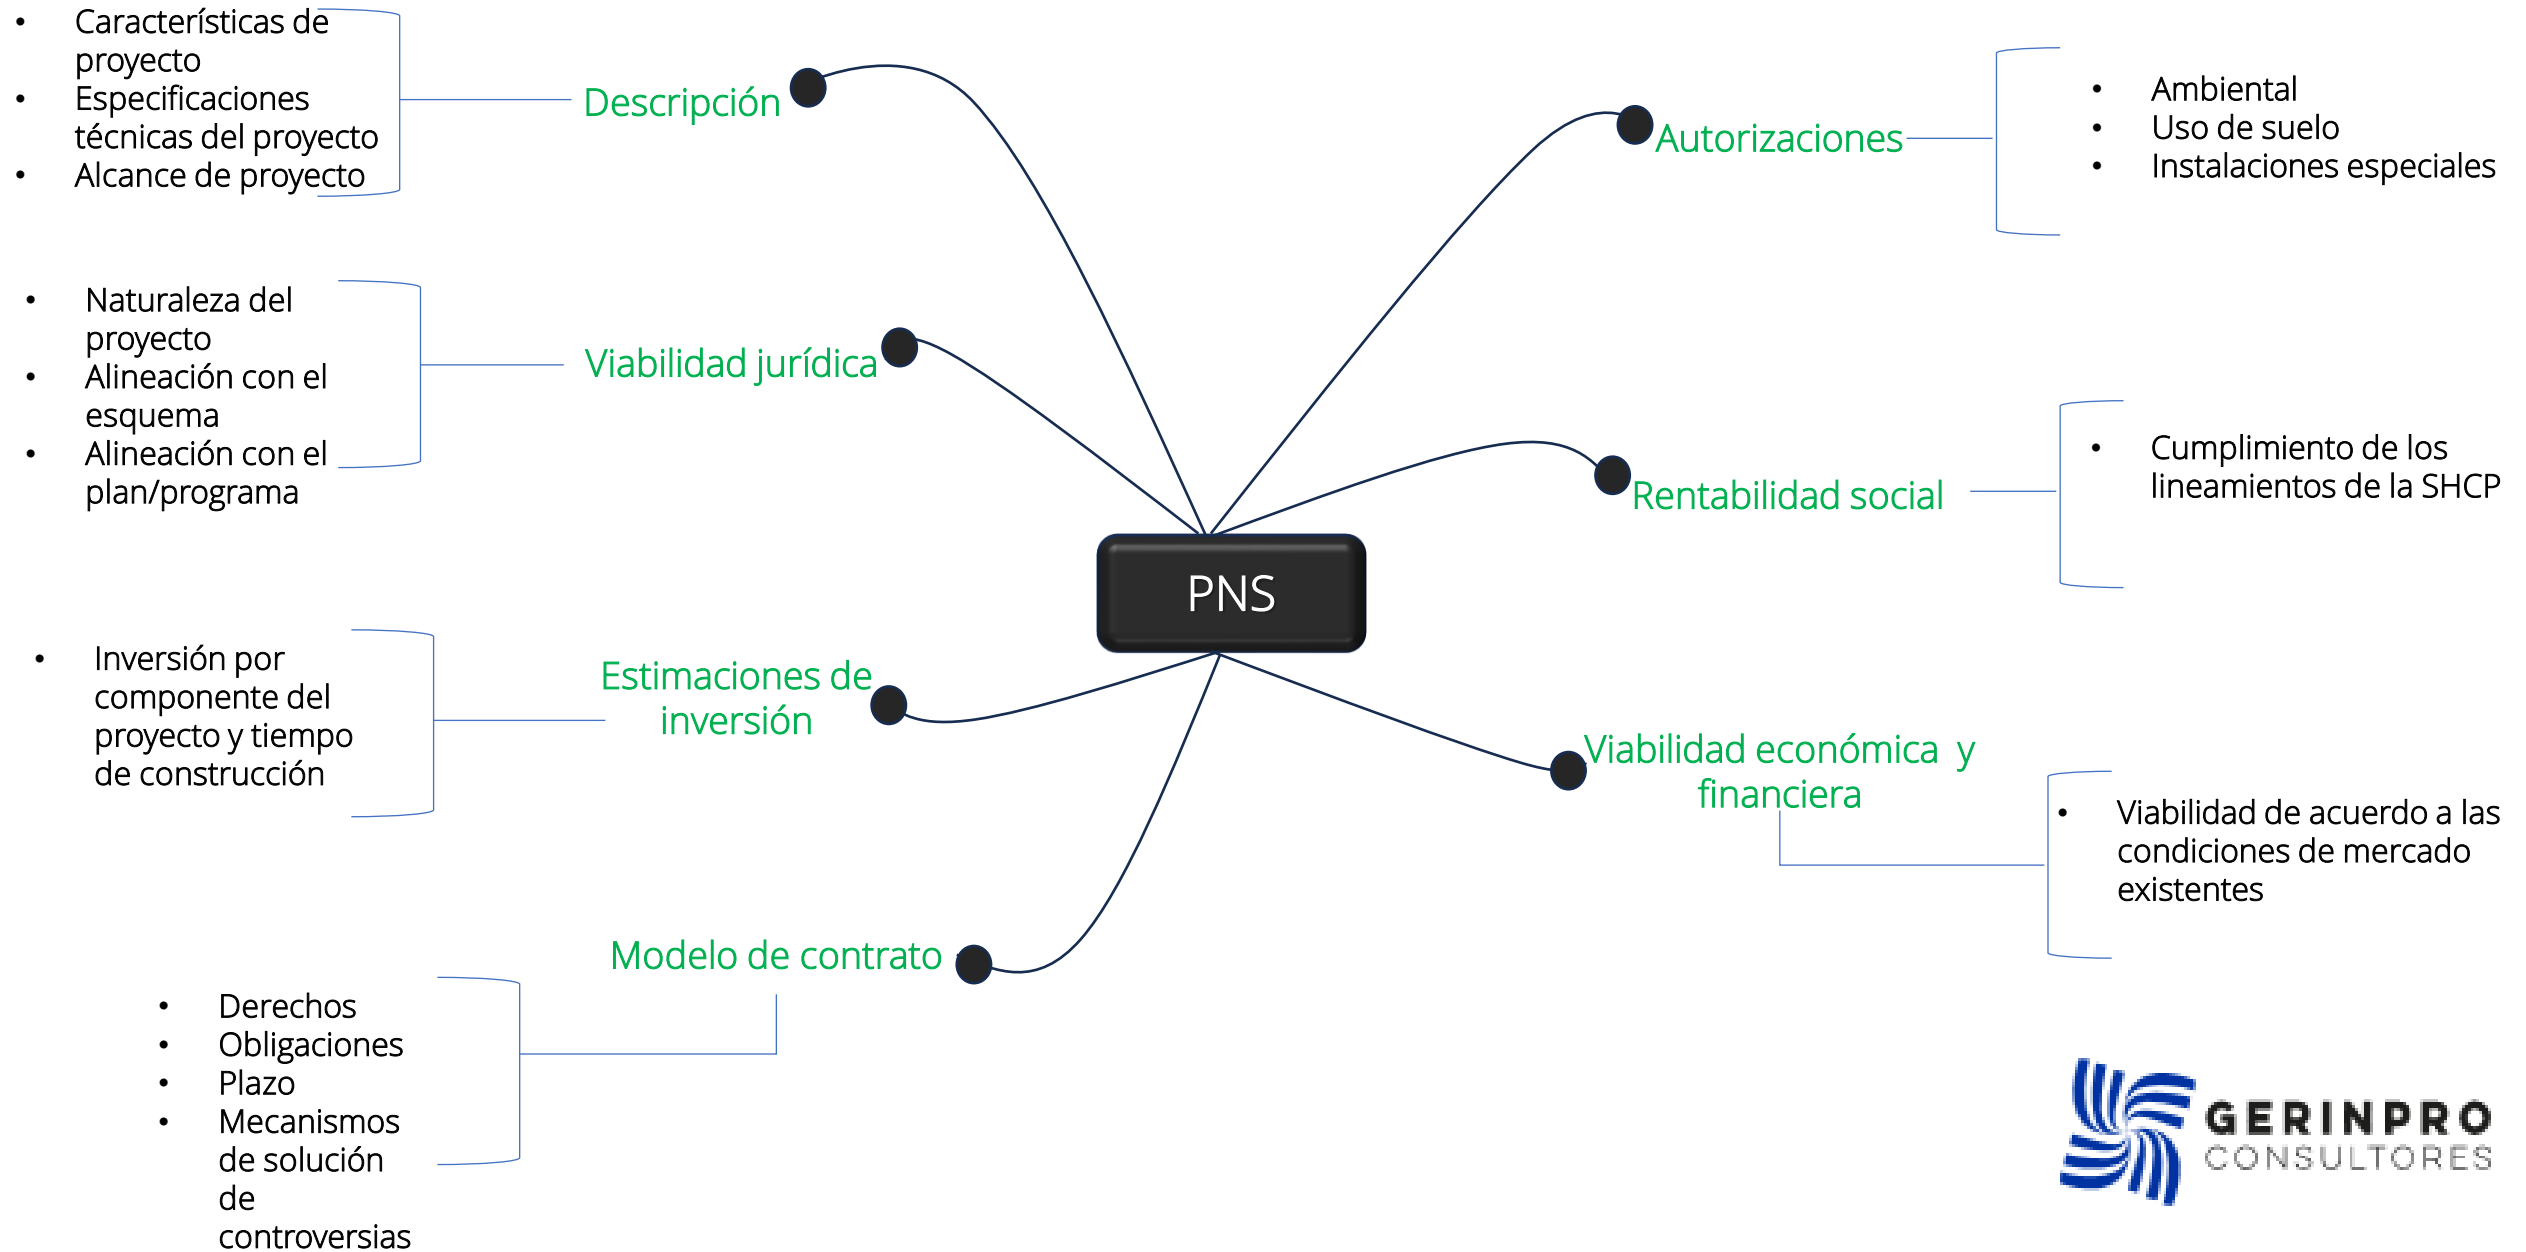 • Características de
proyecto
• Especificaciones
técnicas del proyecto
• Alcance de proyecto
Descripción
• Naturaleza del
proyecto
• Alineación con el
esquema
• Alineación con el
plan/programa
Viabilidad jurídica
• Inversión por
componente del
proyecto y tiempo
de construcción
Estimaciones de
inversión
Modelo de contrato
• Derechos
• Obligaciones
• Plazo
• Mecanismos
de solución
de
controversias
PNS
Autorizaciones
• Ambiental
• Uso de suelo
• Instalaciones especiales
Rentabilidad social
• Cumplimiento de los
lineamientos de la SHCP
Viabilidad económica y
financiera
• Viabilidad de acuerdo a las
condiciones de mercado
existentes
GERINPRO
CONSULTORES